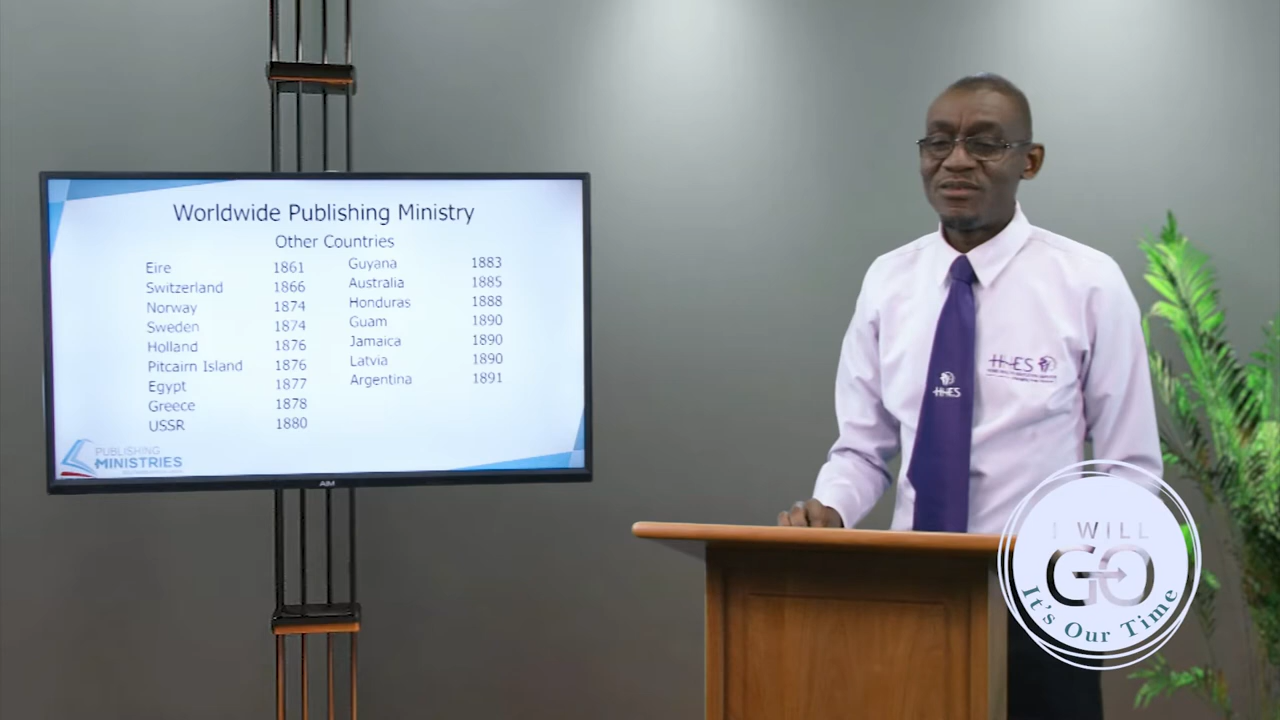 Worldwide Publishing Ministry
Other Countries
Eire 1861
Switzerland 1866
Norway 1874
Sweden 1874
Holland 1876
Pitcairn Island 1876
Egypt 1877
Greece 1878
USSR 1880
Guyana 1883
Australia 1885
Honduras 1888
Guam 1890
Jamaica 1890
Latvia 1890
Argentina 1891
PUBLISHING
MINISTRIES
AIM
HHES
HHES
I WILL
GO
It's Our Time